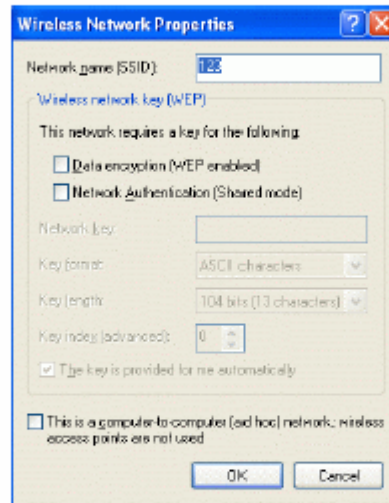 Wireless Network Properties
Network name (SSID): 123
Wireless network key (WEP)
This network requires a key for the following:
Data encryption (WEP enabled)
Network Authentication (Shared mode)
Network key:
Key format: ASCII characters
Key length: 104 bits (13 characters)
Key index (advanced): 0
The key is provided for me automatically
This is a computer-to-computer (ad hoc) network; wireless
access points are not used
OK Cancel